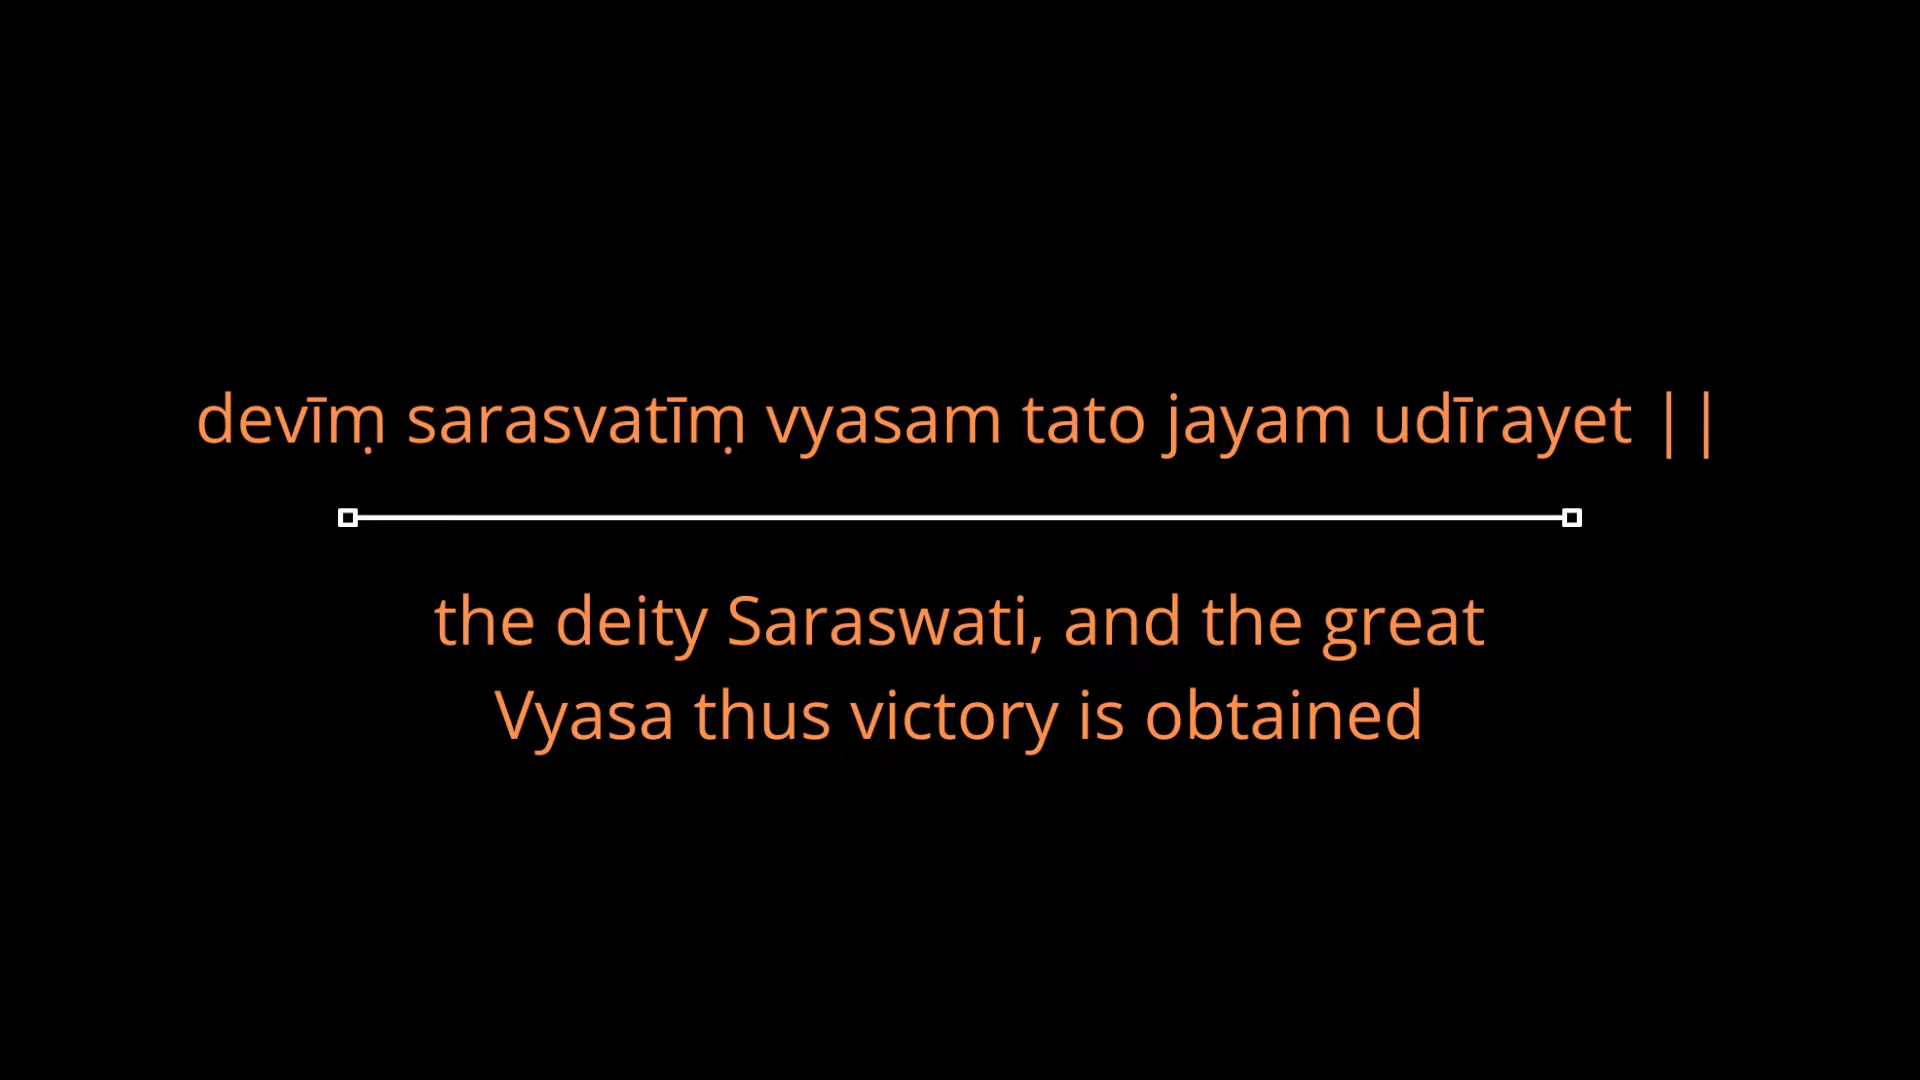 devīṃ sarasvatīṃ vyasam tato jayam udīrayet ||
the deity Saraswati, and the great
Vyasa thus victory is obtained